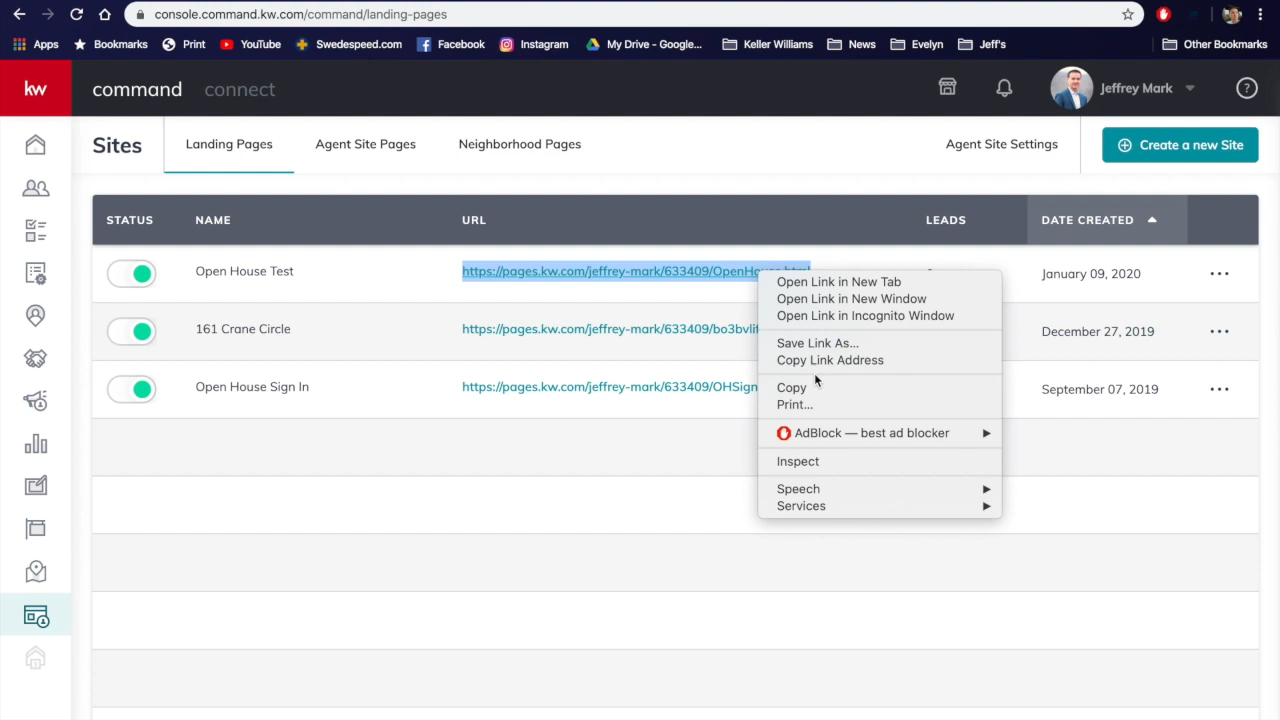 console.command.kw.com/command/landing-pages
Apps Bookmarks Print YouTube Swedespeed.com Facebook Instagram My Drive - Google... Keller Williams News Evelyn Jeff's Other Bookmarks
kw command connect Jeffrey Mark ?
Sites Landing Pages Agent Site Pages Neighborhood Pages Agent Site Settings Create a new Site
STATUS NAME URL LEADS DATE CREATED
Open House Test https://pages.kw.com/jeffrey-mark/633409/OpenHouse.html January 09, 2020
161 Crane Circle https://pages.kw.com/jeffrey-mark/633409/bo3bvlif December 27, 2019
Open House Sign In https://pages.kw.com/jeffrey-mark/633409/OHSign September 07, 2019
Open Link in New Tab
Open Link in New Window
Open Link in Incognito Window
Save Link As...
Copy Link Address
Copy
Print...
AdBlock — best ad blocker
Inspect
Speech
Services